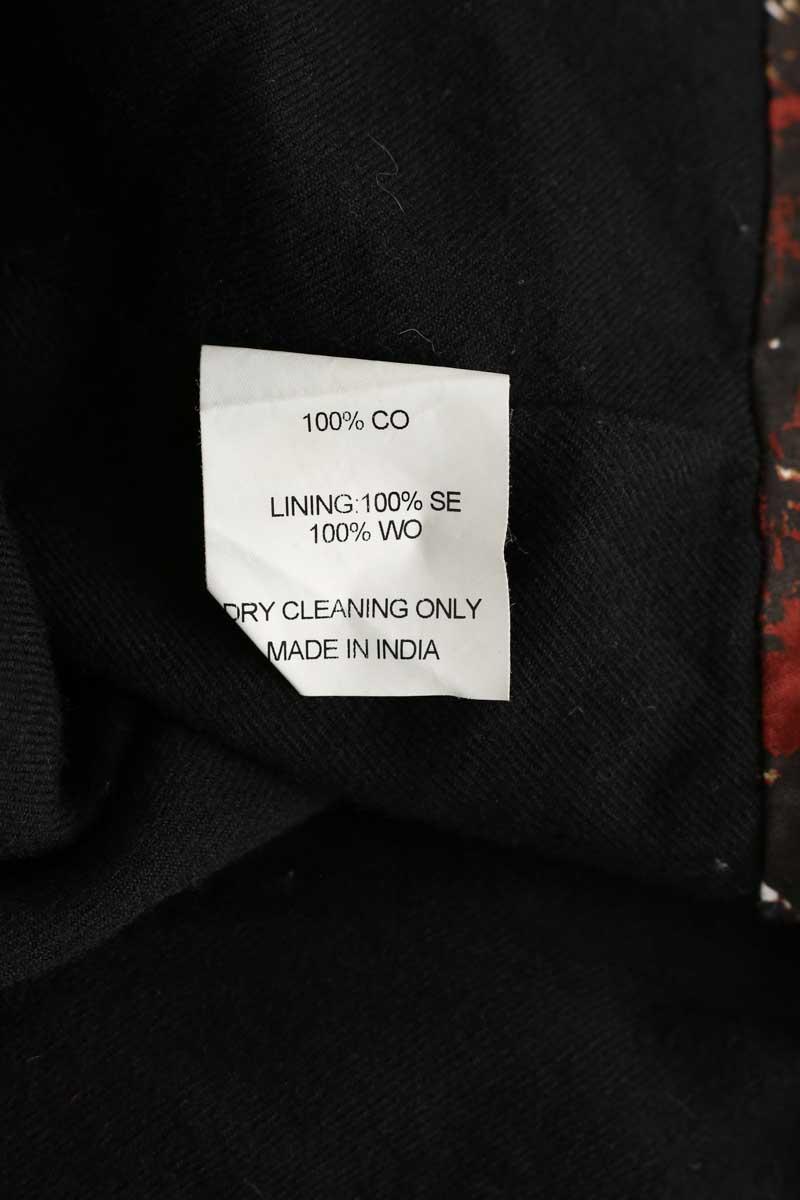 100% CO
LINING:100% SE
100% WO
DRY CLEANING ONLY
MADE IN INDIA